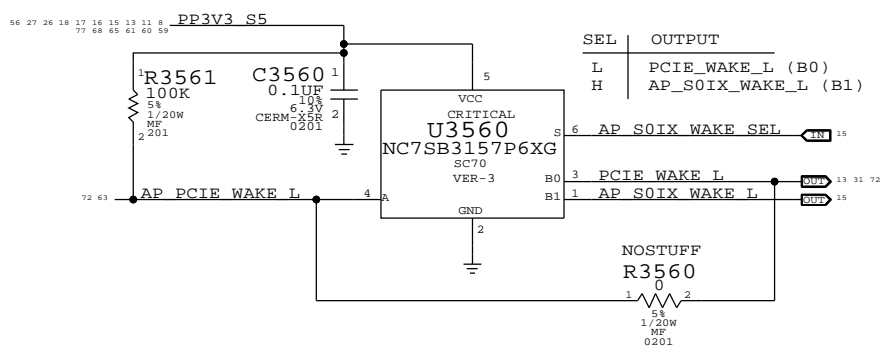 56 27 26 18 17 16 15 13 11 8 PP3V3_S5
77 68 65 61 60 59
SEL OUTPUT
L PCIE_WAKE_L (B0)
H AP_S0IX_WAKE_L (B1)
1
R3561
100K
5%
1/20W
MF
201
2
C3560 1
0.1UF
10%
6.3V
CERM-X5R
0201
2
5
VCC
CRITICAL
U3560
NC7SB3157P6XG
SC70
VER-3
S 6 AP_S0IX_WAKE_SEL IN 15
B0 3 PCIE_WAKE_L OUT 13 31 72
B1 1 AP_S0IX_WAKE_L OUT 15
72 63 AP_PCIE_WAKE_L 4 A
GND
2
NOSTUFF
R3560
0
1 2
5%
1/20W
MF
0201